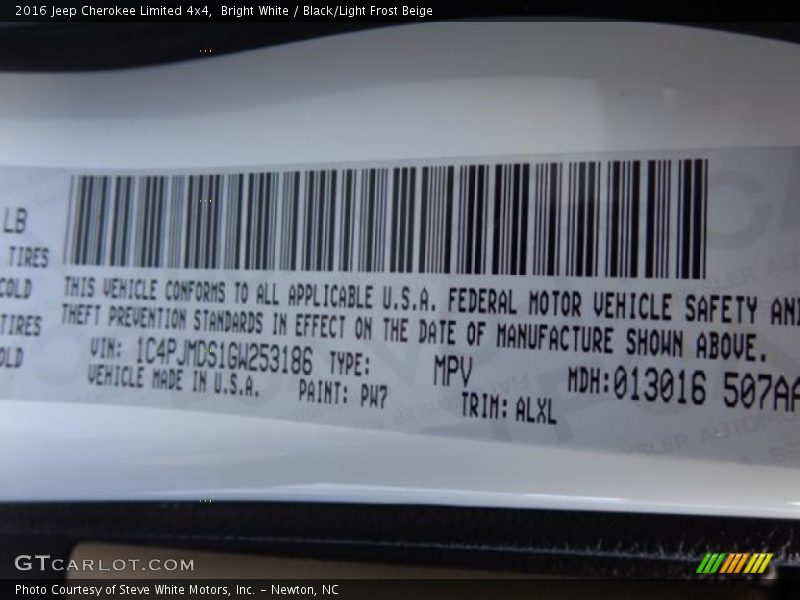 2016 Jeep Cherokee Limited 4x4,  Bright White / Black/Light Frost Beige
LB
TIRES
COLD
TIRES
OLD
THIS VEHICLE CONFORMS TO ALL APPLICABLE U.S.A. FEDERAL MOTOR VEHICLE SAFETY AN
THEFT PREVENTION STANDARDS IN EFFECT ON THE DATE OF MANUFACTURE SHOWN ABOVE.
VIN: 1C4PJMDS1GW253186 TYPE: MPV MDH:013016 507AA
VEHICLE MADE IN U.S.A. PAINT: PW7 TRIM: ALXL
GTCARLOT.COM
Photo Courtesy of Steve White Motors, Inc. – Newton, NC